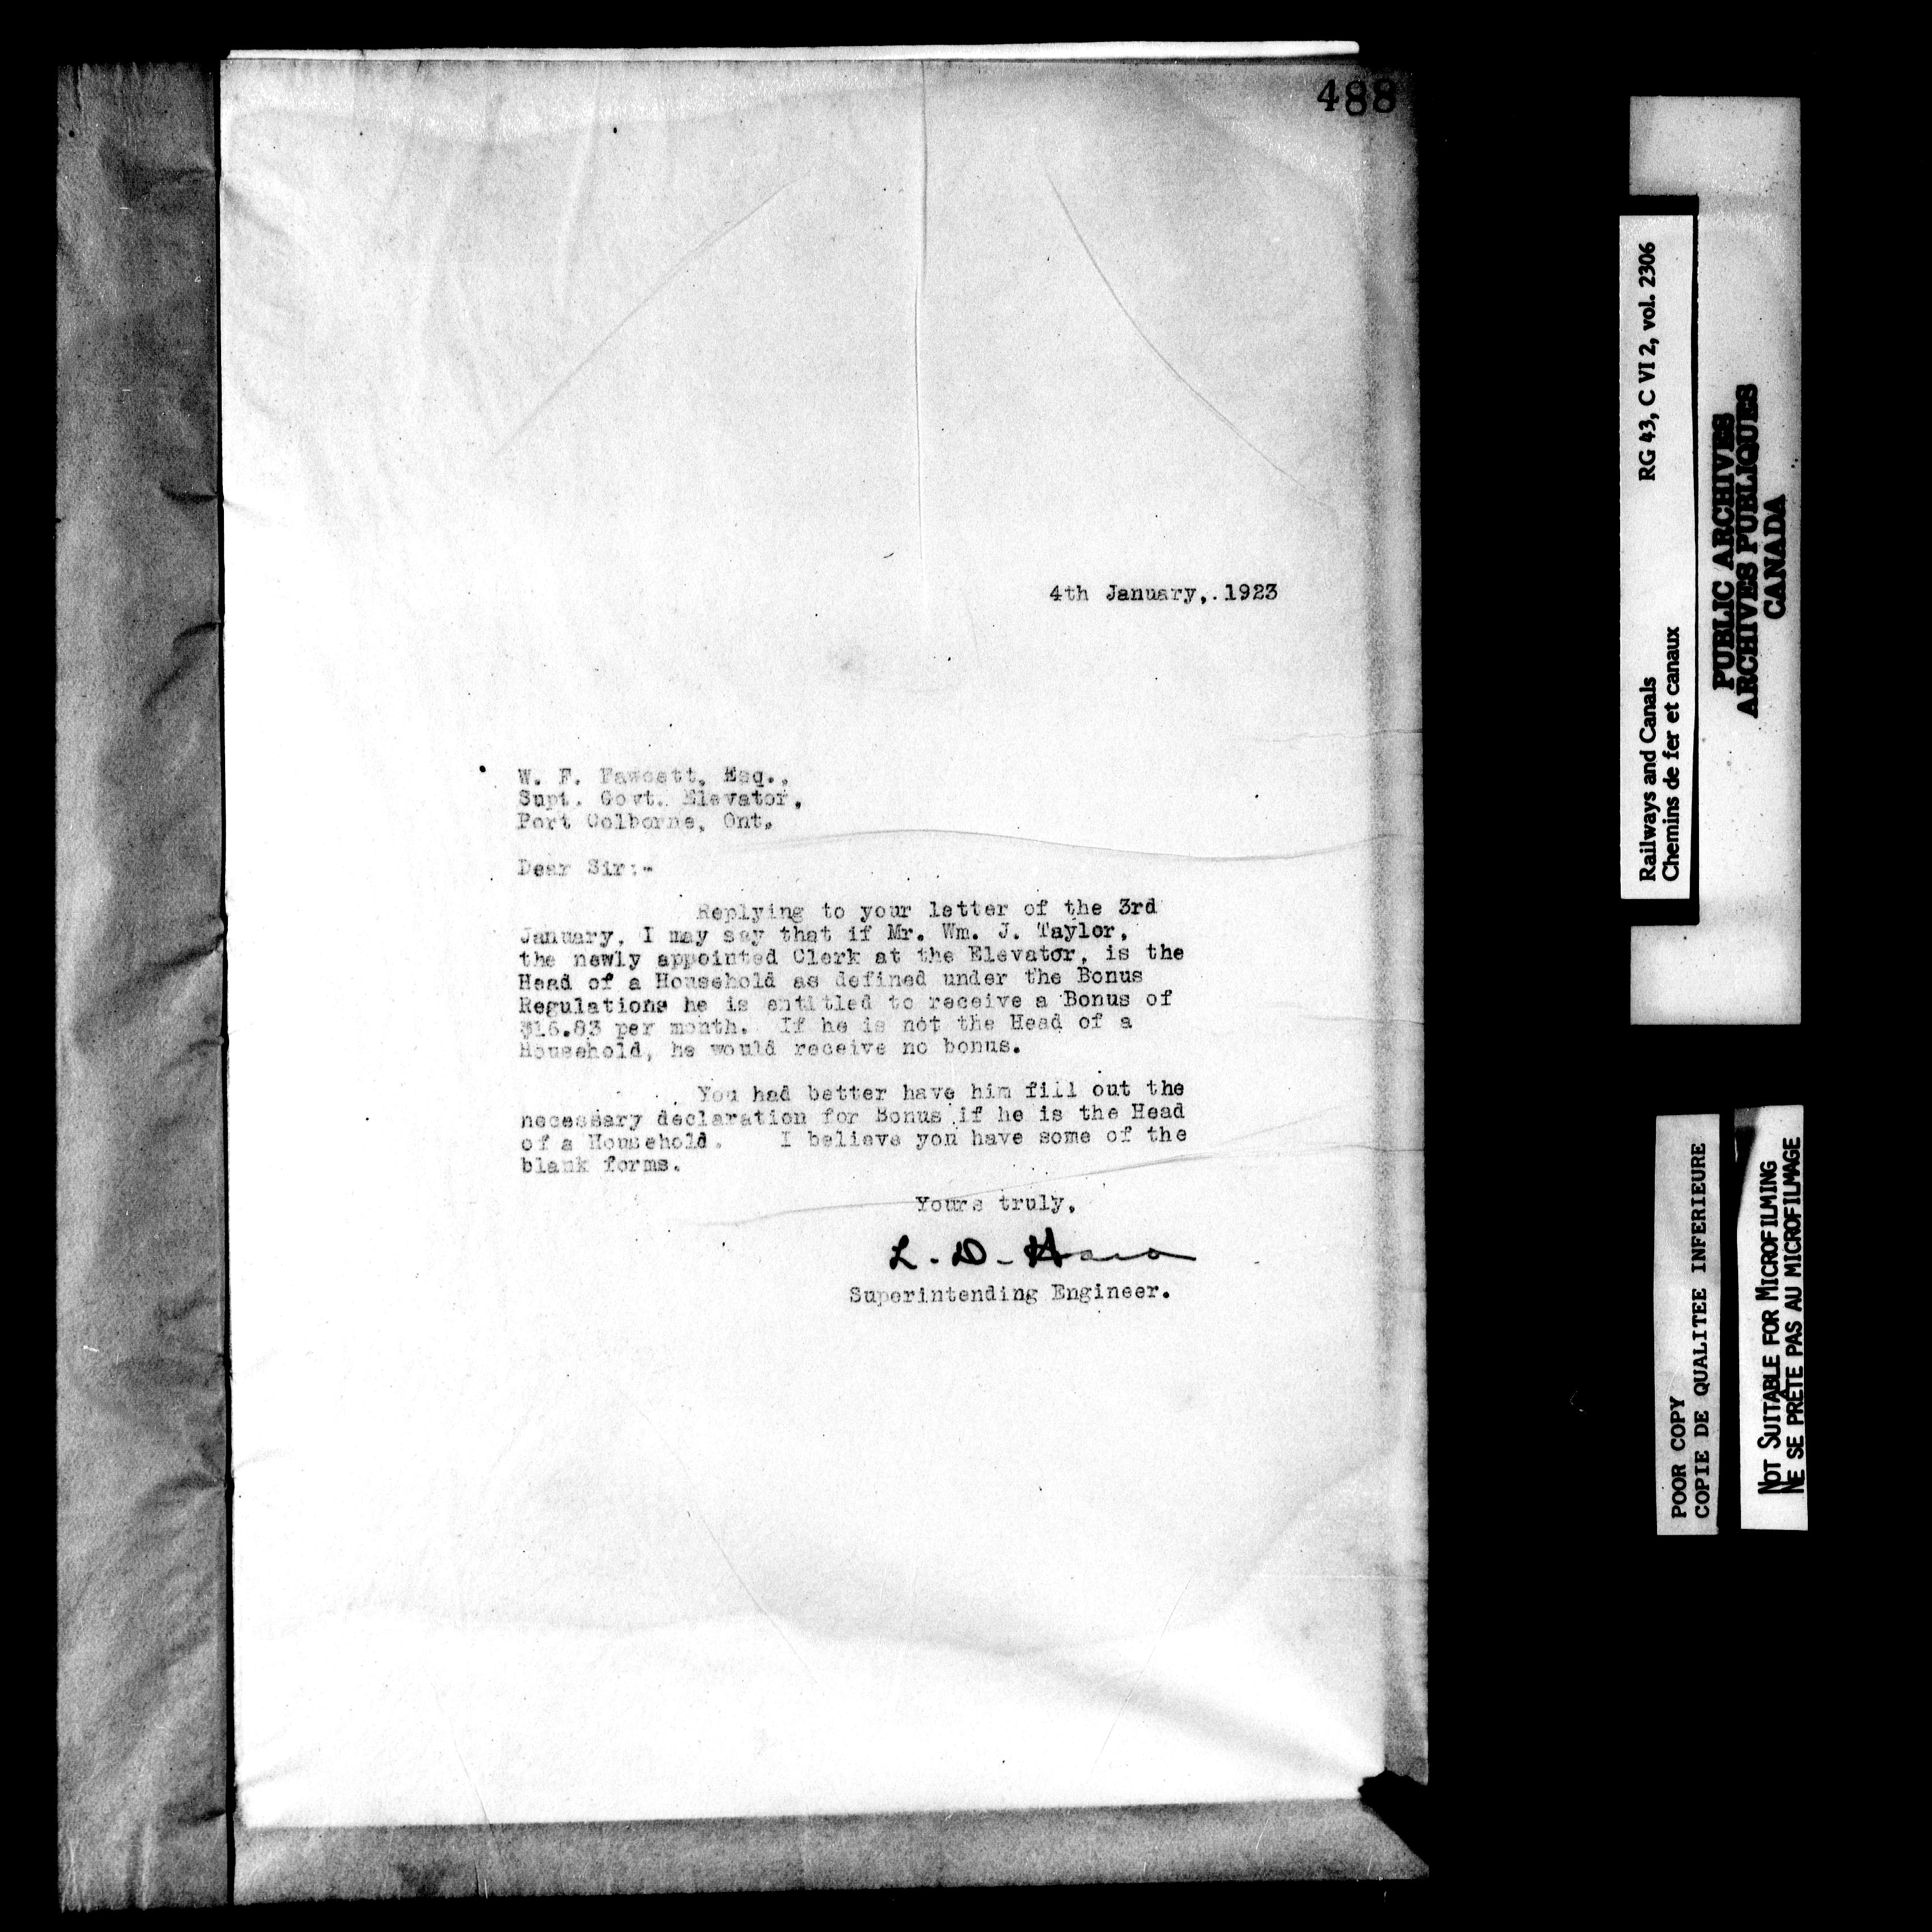 488
4th January, 1923
W. F. Fawcett, Esq.,
Supt. Govt. Elevator,
Port Colborne, Ont.
Dear Sir:-
Replying to your letter of the 3rd
January, I may say that if Mr. Wm. J. Taylor,
the newly appointed Clerk at the Elevator, is the
Head of a Household as defined under the Bonus
Regulations he is entitled to receive a Bonus of
$16.83 per month. If he is not the Head of a
Household, he would receive no bonus.
You had better have him fill out the
necessary declaration for Bonus if he is the Head
of a Household. I believe you have some of the
blank forms.
Yours truly,
L. D. Hara
Superintending Engineer.
Railways and Canals RG 43, C VI 2, vol. 2306
Chemins de fer et canaux
PUBLIC ARCHIVES
ARCHIVES PUBLIQUES
CANADA
POOR COPY
COPIE DE QUALITEE INFERIEURE
NOT SUITABLE FOR MICROFILMING
NE SE PRÊTE PAS AU MICROFILMAGE